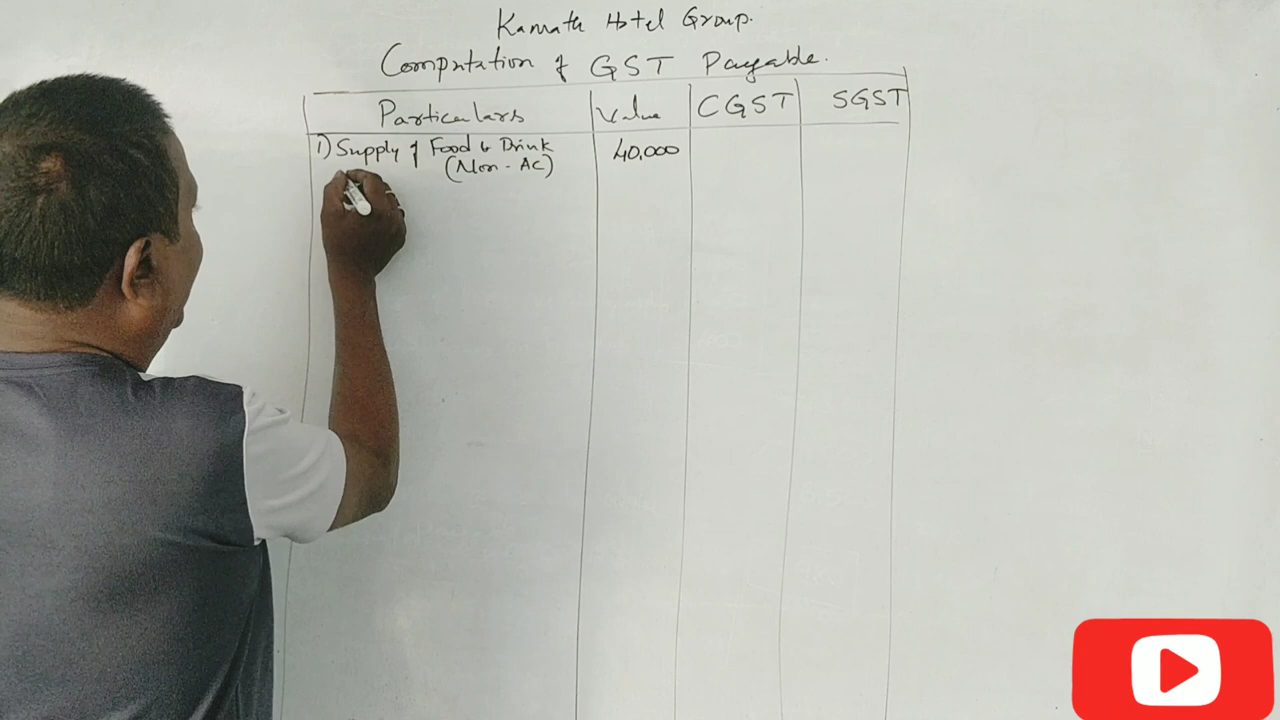 Kamath Hotel Group.
Computation of GST Payable.
Particulars Value CGST SGST
1) Supply of Food & Drink 40,000
(Non-AC)